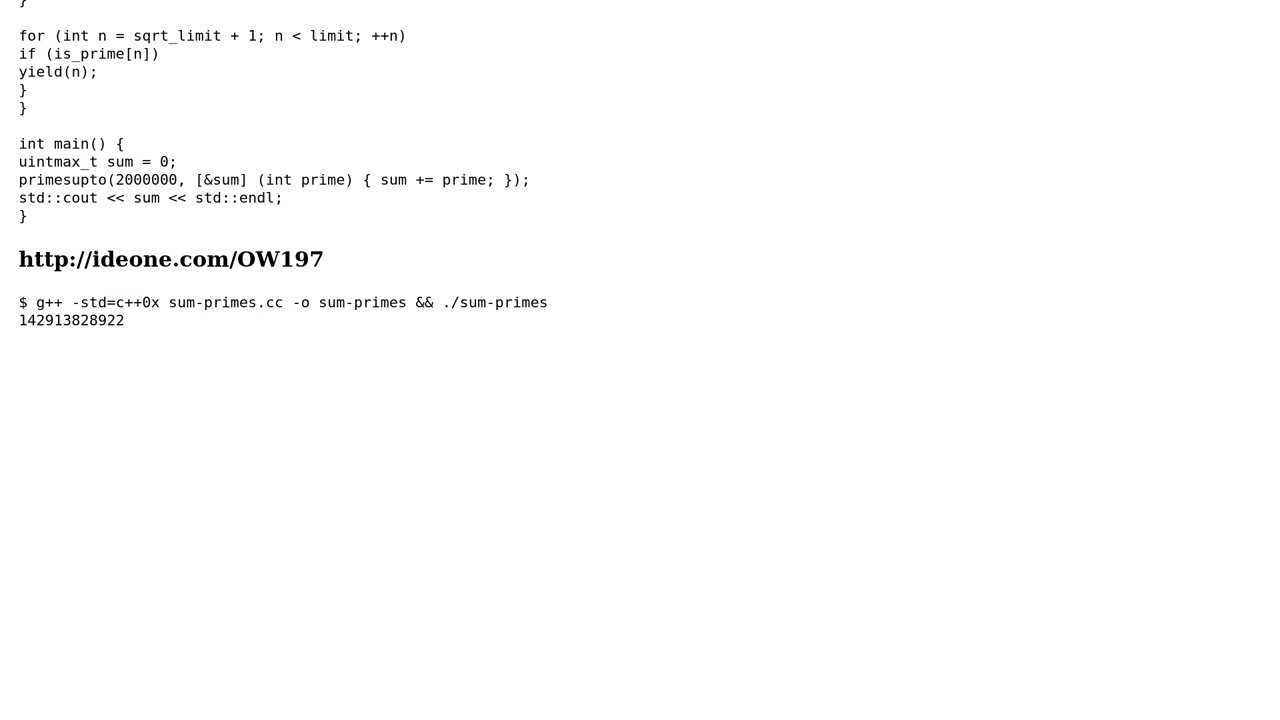 }
for (int n = sqrt_limit + 1; n < limit; ++n)
if (is_prime[n])
yield(n);
}
}
int main() {
uintmax_t sum = 0;
primesupto(2000000, [&sum] (int prime) { sum += prime; });
std::cout << sum << std::endl;
}
http://ideone.com/OW197
$ g++ -std=c++0x sum-primes.cc -o sum-primes && ./sum-primes
142913828922